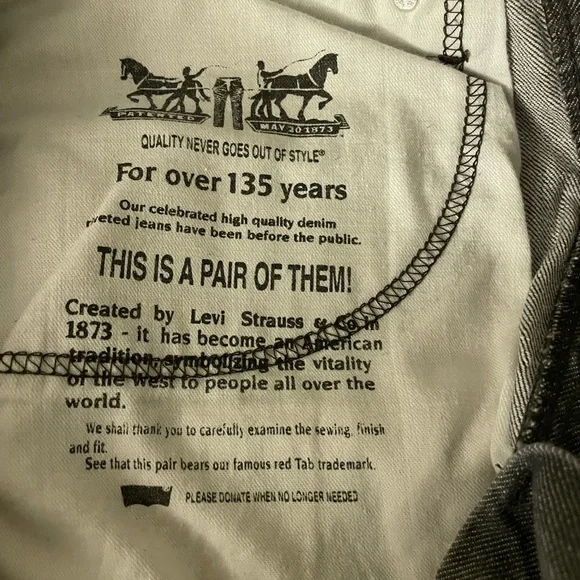 PATENTED
MAY 20 1873
QUALITY NEVER GOES OUT OF STYLE®
For over 135 years
Our celebrated high quality denim
riveted jeans have been before the public.
THIS IS A PAIR OF THEM!
Created by Levi Strauss & Co in
1873 - it has become an American
tradition symbolizing the vitality
of the West to people all over the
world.
We shall thank you to carefully examine the sewing, finish
and fit.
See that this pair bears our famous red Tab trademark.
PLEASE DONATE WHEN NO LONGER NEEDED